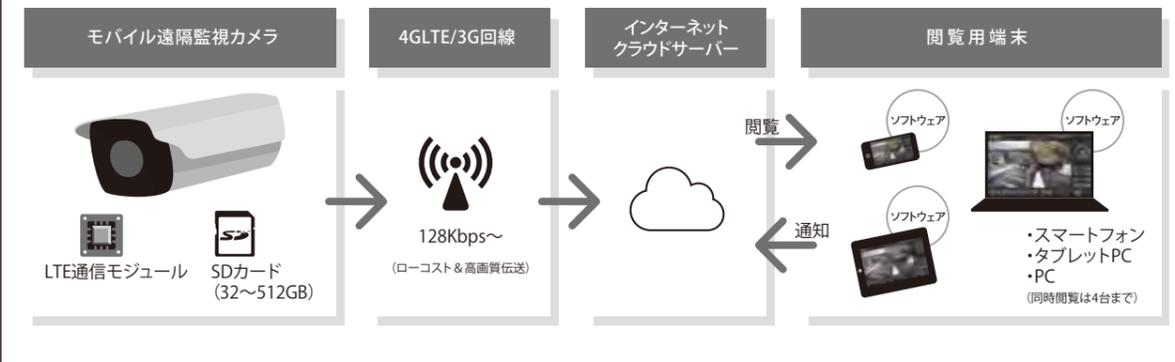 モバイル遠隔監視カメラ
LTE通信モジュール
SDカード
(32〜512GB)
4GLTE/3G回線
128Kbps〜
(ローコスト＆高画質伝送)
インターネット
クラウドサーバー
閲覧
通知
閲覧用端末
ソフトウェア
ソフトウェア
ソフトウェア
・スマートフォン
・タブレットPC
・PC
(同時閲覧は4台まで)
SD